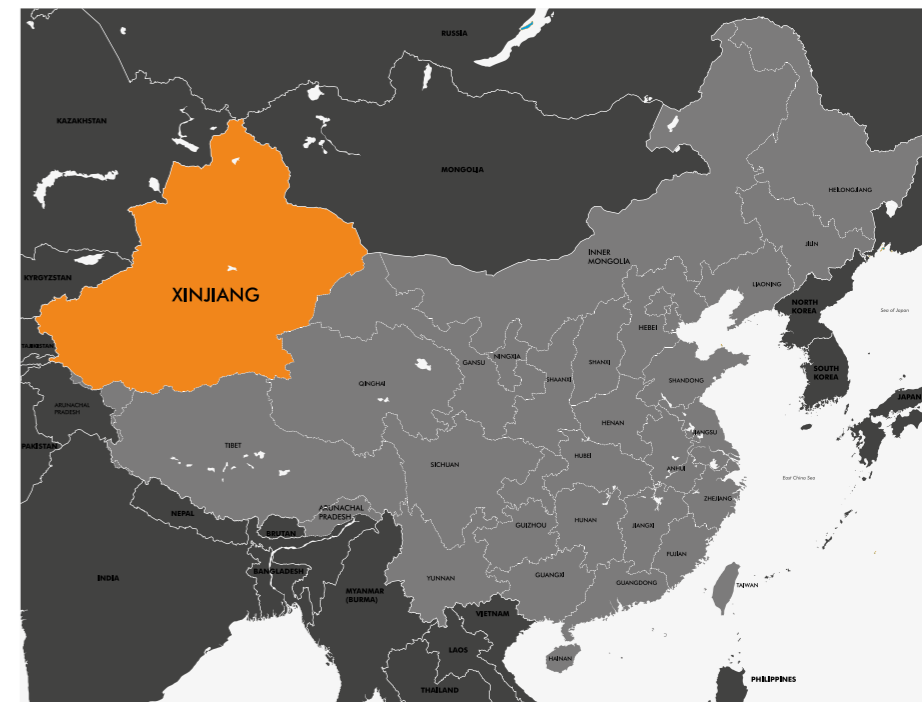 RUSSIA
KAZAKHSTAN
MONGOLIA
HEILONGJIANG
JILIN
INNER
MONGOLIA
KYRGYZSTAN
LIAONING
XINJIANG
NORTH
KOREA
Sea of Japan
HEBEI
TAJIKISTAN
NINGXIA
GANSU
SHANXI
SOUTH
KOREA
QINGHAI
SHAANXI
SHANDONG
JAPAN
ARUNACHAL
PRADESH
HENAN
JIANGSU
PAKISTAN
TIBET
SICHUAN
HUBEI
ANHUI
East China Sea
ZHEJIANG
NEPAL
ARUNACHAL
PRADESH
GUIZHOU
HUNAN
JIANGXI
BRUTAN
FUJIAN
BANGLADESH
INDIA
YUNNAN
GUANGXI
GUANGDONG
TAIWAN
MYANMAR
(BURMA)
VIETNAM
LAOS
HAINAN
PHILIPPINES
THAILAND